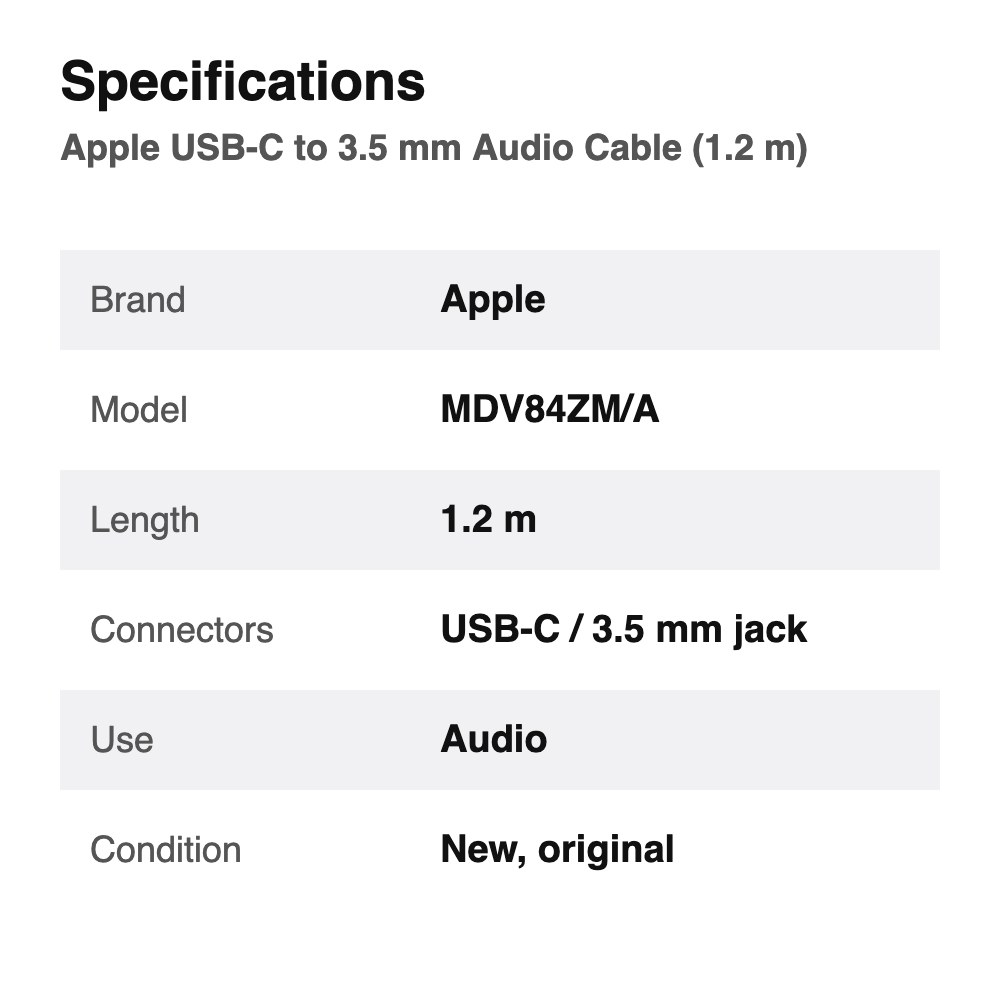 Specifications
Apple USB-C to 3.5 mm Audio Cable (1.2 m)
Brand Apple
Model MDV84ZM/A
Length 1.2 m
Connectors USB-C / 3.5 mm jack
Use Audio
Condition New, original